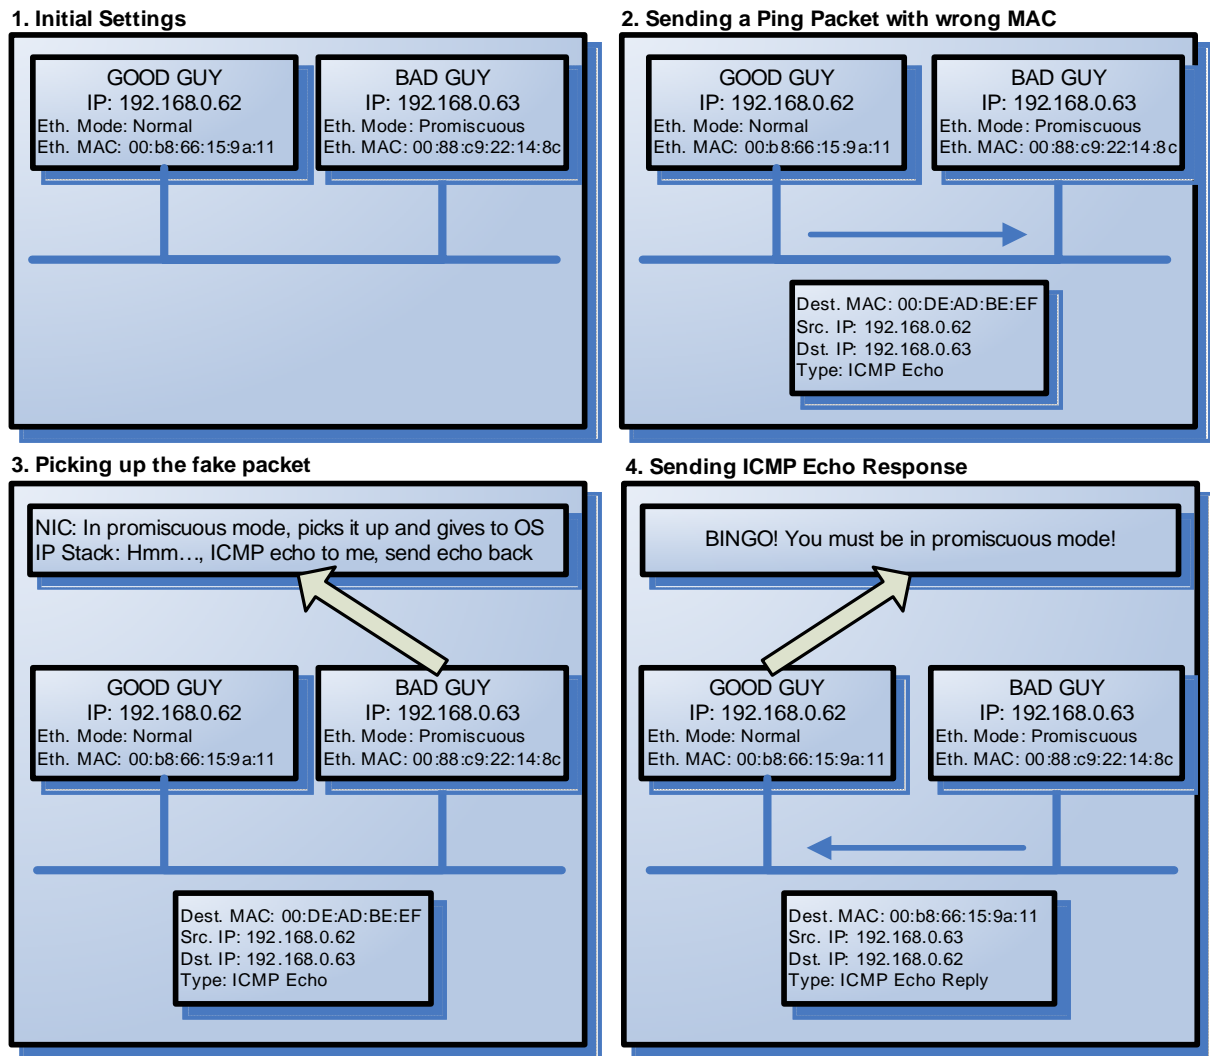 1. Initial Settings
GOOD GUY
IP: 192.168.0.62
Eth. Mode: Normal
Eth. MAC: 00:b8:66:15:9a:11
BAD GUY
IP: 192.168.0.63
Eth. Mode: Promiscuous
Eth. MAC: 00:88:c9:22:14:8c
2. Sending a Ping Packet with wrong MAC
GOOD GUY
IP: 192.168.0.62
Eth. Mode: Normal
Eth. MAC: 00:b8:66:15:9a:11
BAD GUY
IP: 192.168.0.63
Eth. Mode: Promiscuous
Eth. MAC: 00:88:c9:22:14:8c
Dest. MAC: 00:DE:AD:BE:EF
Src. IP: 192.168.0.62
Dst. IP: 192.168.0.63
Type: ICMP Echo
3. Picking up the fake packet
NIC: In promiscuous mode, picks it up and gives to OS
IP Stack: Hmm…, ICMP echo to me, send echo back
GOOD GUY
IP: 192.168.0.62
Eth. Mode: Normal
Eth. MAC: 00:b8:66:15:9a:11
BAD GUY
IP: 192.168.0.63
Eth. Mode: Promiscuous
Eth. MAC: 00:88:c9:22:14:8c
Dest. MAC: 00:DE:AD:BE:EF
Src. IP: 192.168.0.62
Dst. IP: 192.168.0.63
Type: ICMP Echo
4. Sending ICMP Echo Response
BINGO! You must be in promiscuous mode!
GOOD GUY
IP: 192.168.0.62
Eth. Mode: Normal
Eth. MAC: 00:b8:66:15:9a:11
BAD GUY
IP: 192.168.0.63
Eth. Mode: Promiscuous
Eth. MAC: 00:88:c9:22:14:8c
Dest. MAC: 00:b8:66:15:9a:11
Src. IP: 192.168.0.63
Dst. IP: 192.168.0.62
Type: ICMP Echo Reply